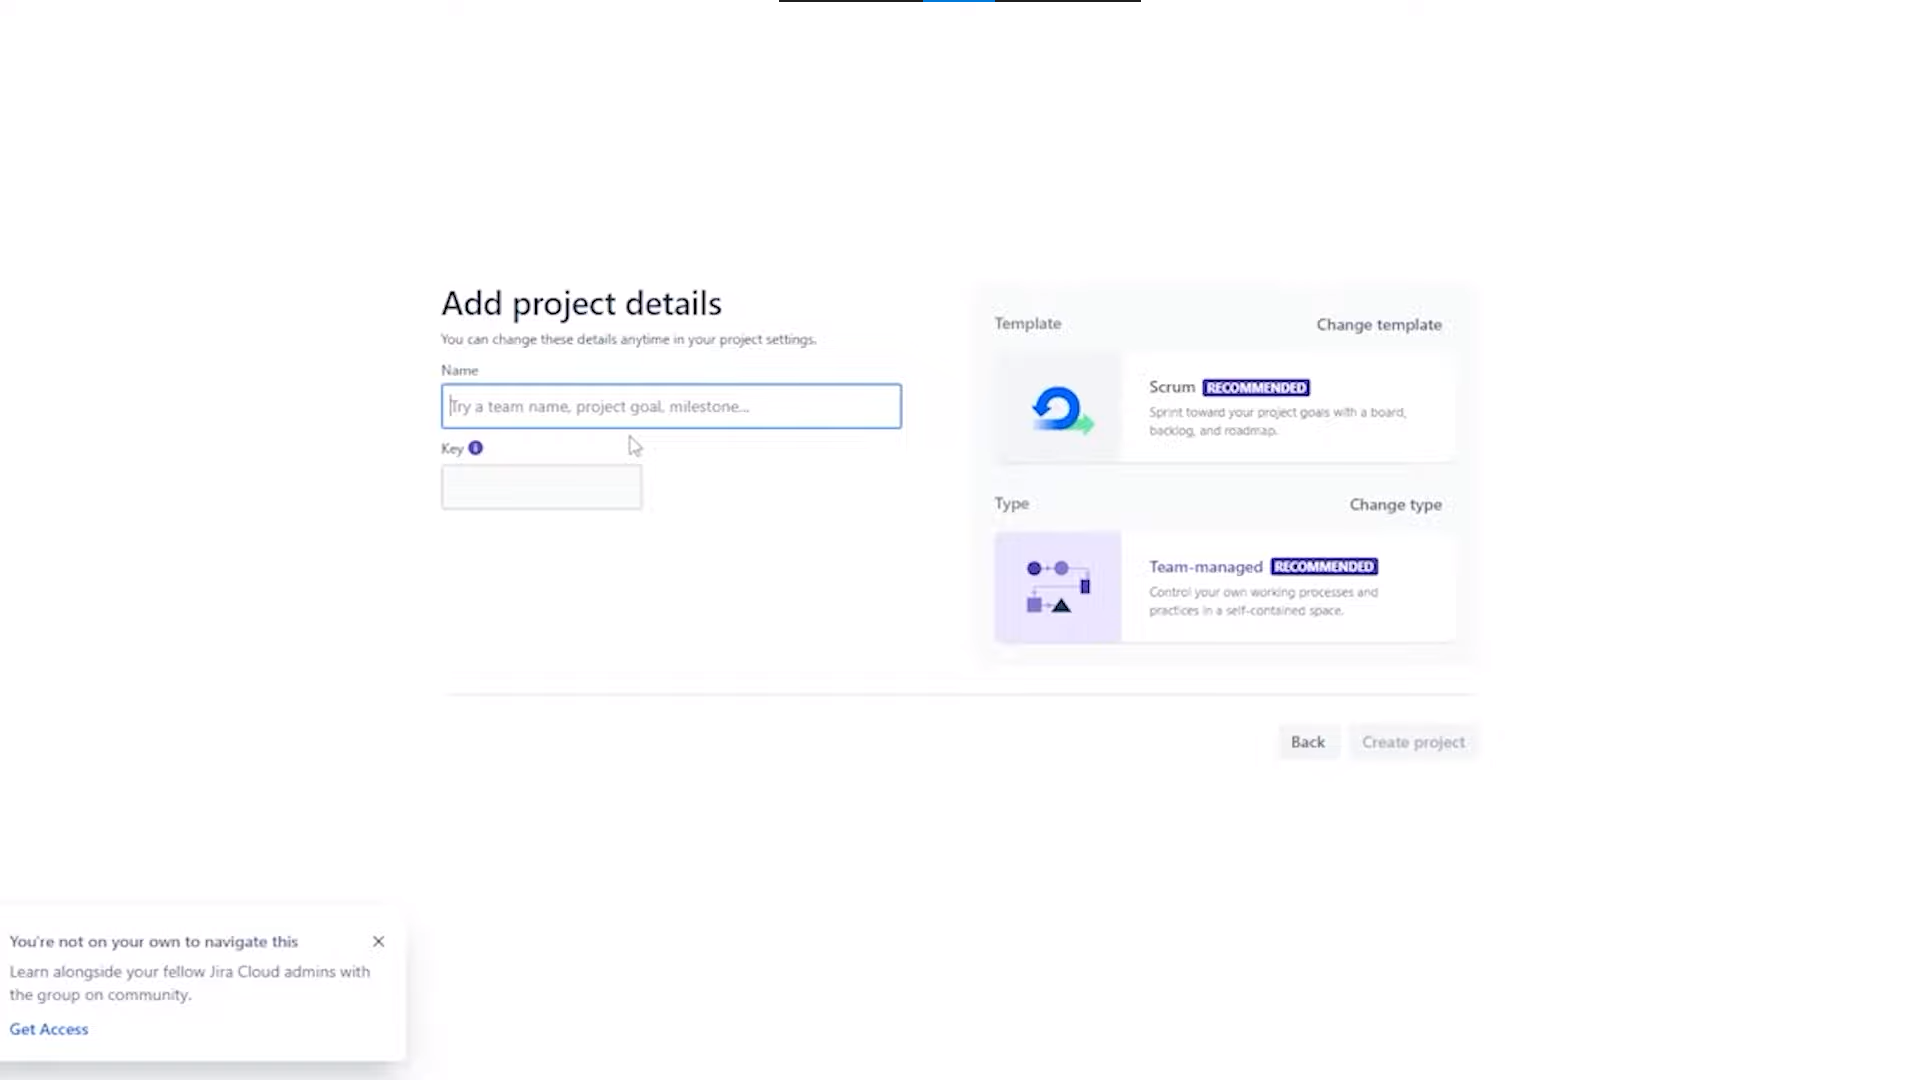 Add project details
You can change these details anytime in your project settings.
Name
Try a team name, project goal, milestone...
Key
Template
Change template
Scrum RECOMMENDED
Sprint toward your project goals with a board,
backlog, and roadmap.
Type
Change type
Team-managed RECOMMENDED
Control your own working processes and
practices in a self-contained space.
Back
Create project
You're not on your own to navigate this
Learn alongside your fellow Jira Cloud admins with
the group on community.
Get Access